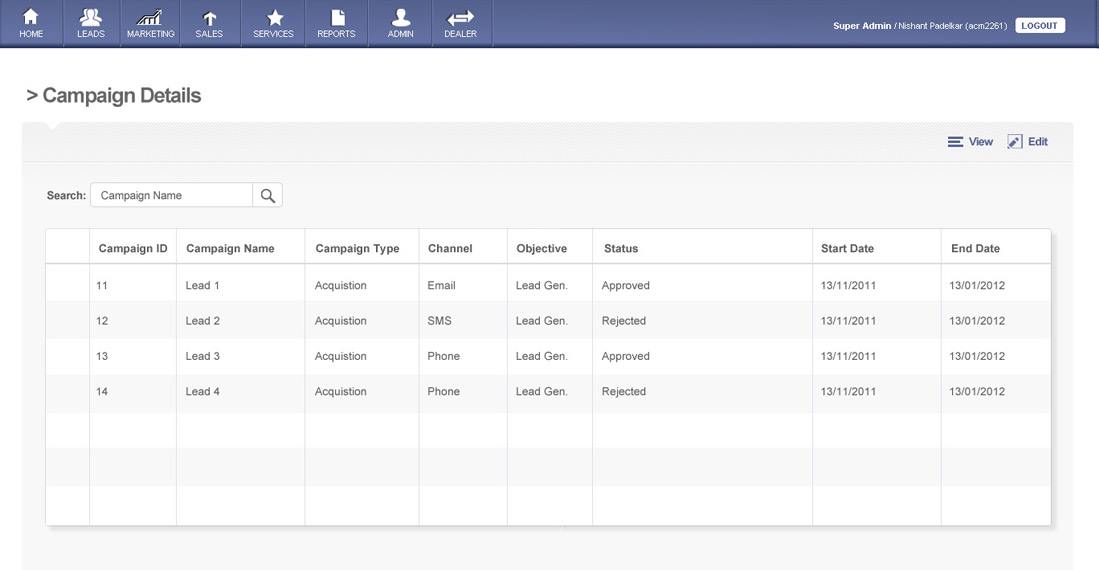 HOME LEADS MARKETING SALES SERVICES REPORTS ADMIN DEALER
Super Admin / Nishant Padelkar (acm2261) LOGOUT
> Campaign Details
View Edit
Search: Campaign Name
Campaign ID Campaign Name Campaign Type Channel Objective Status Start Date End Date
11 Lead 1 Acquistion Email Lead Gen. Approved 13/11/2011 13/01/2012
12 Lead 2 Acquistion SMS Lead Gen. Rejected 13/11/2011 13/01/2012
13 Lead 3 Acquistion Phone Lead Gen. Approved 13/11/2011 13/01/2012
14 Lead 4 Acquistion Phone Lead Gen. Rejected 13/11/2011 13/01/2012